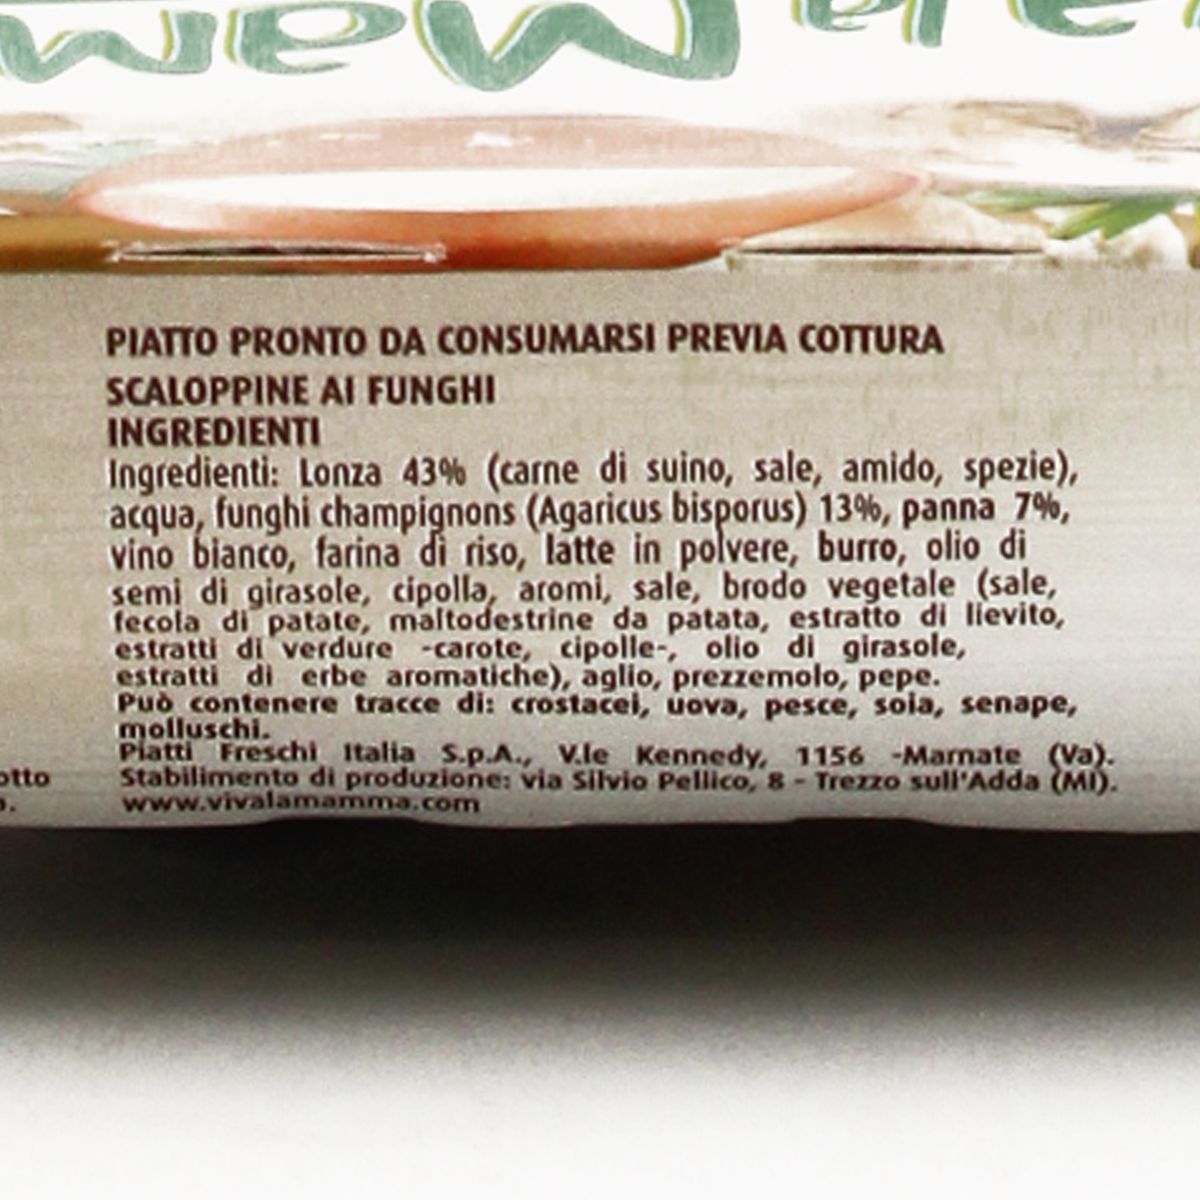 PIATTO PRONTO DA CONSUMARSI PREVIA COTTURA
SCALOPPINE AI FUNGHI
INGREDIENTI
Ingredienti: Lonza 43% (carne di suino, sale, amido, spezie),
acqua, funghi champignons (Agaricus bisporus) 13%, panna 7%,
vino bianco, farina di riso, latte in polvere, burro, olio di
semi di girasole, cipolla, aromi, sale, brodo vegetale (sale,
fecola di patate, maltodestrine da patata, estratto di lievito,
estratti di verdure -carote, cipolle-, olio di girasole,
estratti di erbe aromatiche), aglio, prezzemolo, pepe.
Può contenere tracce di: crostacei, uova, pesce, soia, senape,
molluschi.
Piatti Freschi Italia S.p.A., V.le Kennedy, 1156 -Marnate (Va).
Stabilimento di produzione: via Silvio Pellico, 8 - Trezzo sull'Adda (MI).
www.vivalamamma.com